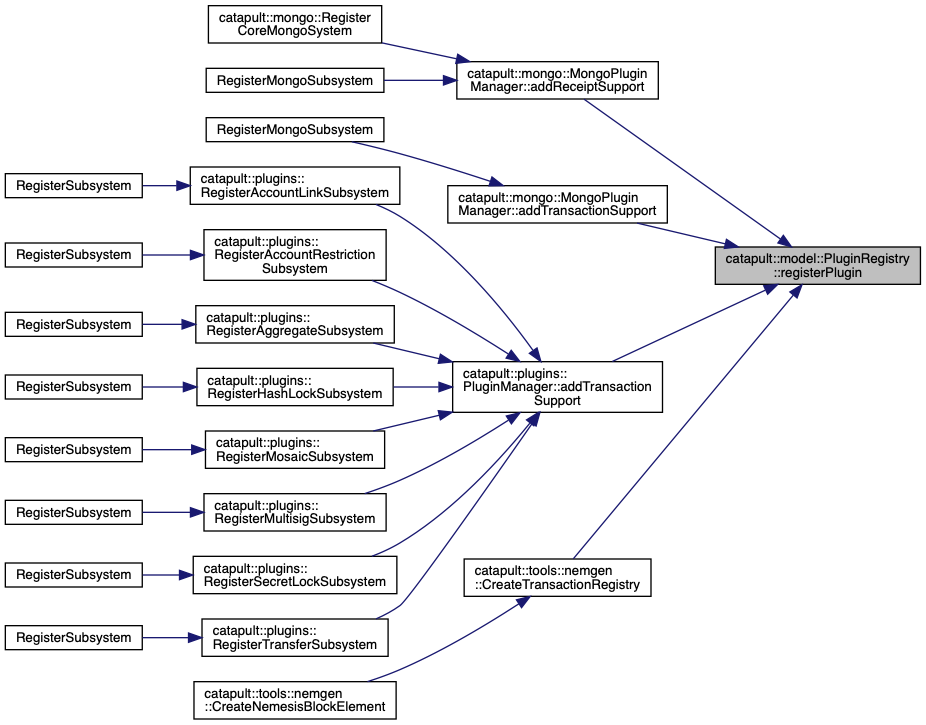 catapult::mongo::Register
CoreMongoSystem
catapult::mongo::MongoPlugin
Manager::addReceiptSupport
RegisterMongoSubsystem
RegisterMongoSubsystem
catapult::plugins::
RegisterAccountLinkSubsystem
RegisterSubsystem
catapult::mongo::MongoPlugin
Manager::addTransactionSupport
catapult::plugins::
RegisterAccountRestriction
Subsystem
RegisterSubsystem
catapult::model::PluginRegistry
::registerPlugin
catapult::plugins::
RegisterAggregateSubsystem
RegisterSubsystem
catapult::plugins::
PluginManager::addTransaction
Support
catapult::plugins::
RegisterHashLockSubsystem
RegisterSubsystem
catapult::plugins::
RegisterMosaicSubsystem
RegisterSubsystem
catapult::plugins::
RegisterMultisigSubsystem
RegisterSubsystem
catapult::plugins::
RegisterSecretLockSubsystem
RegisterSubsystem
catapult::tools::nemgen
::CreateTransactionRegistry
catapult::plugins::
RegisterTransferSubsystem
RegisterSubsystem
catapult::tools::nemgen
::CreateNemesisBlockElement